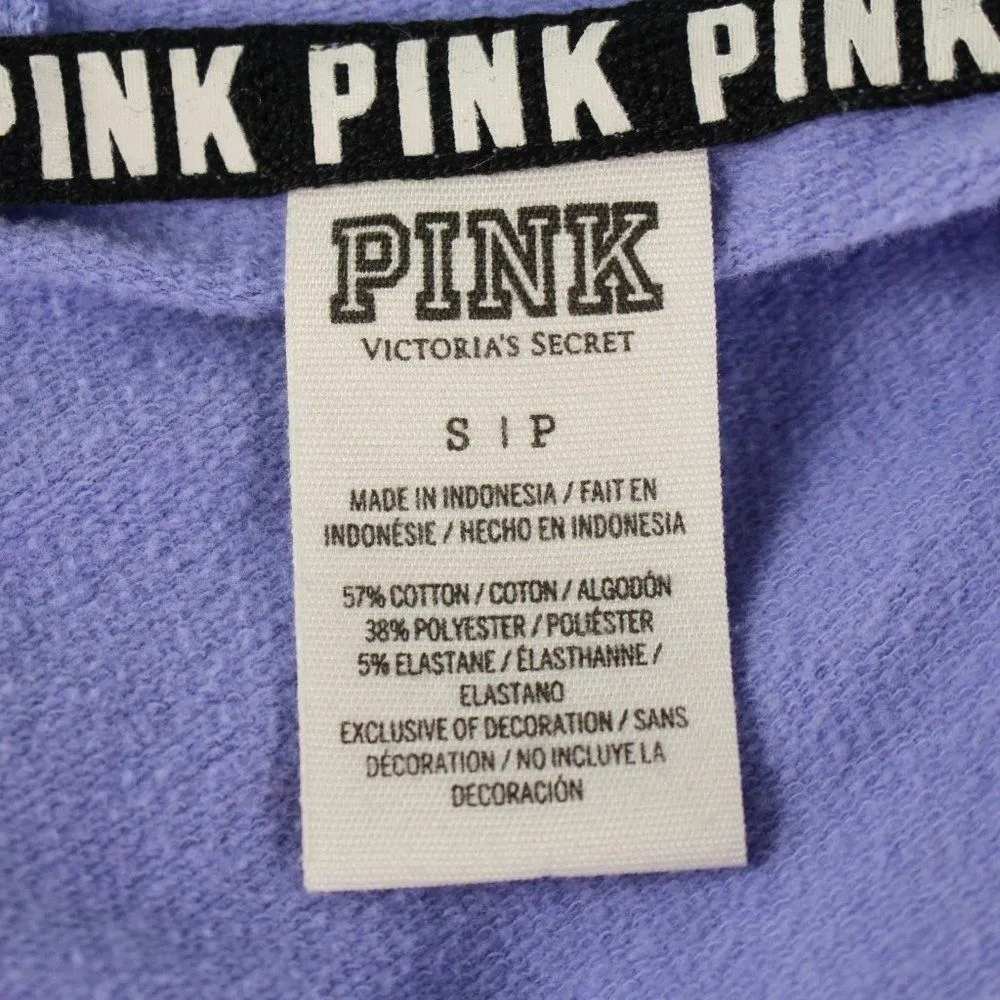 PINK PINK PINK
PINK
VICTORIA'S SECRET
S | P
MADE IN INDONESIA / FAIT EN
INDONÉSIE / HECHO EN INDONESIA
57% COTTON / COTON / ALGODÓN
38% POLYESTER / POLIÉSTER
5% ELASTANE / ÉLASTHANNE /
ELASTANO
EXCLUSIVE OF DECORATION / SANS
DÉCORATION / NO INCLUYE LA
DECORACIÓN